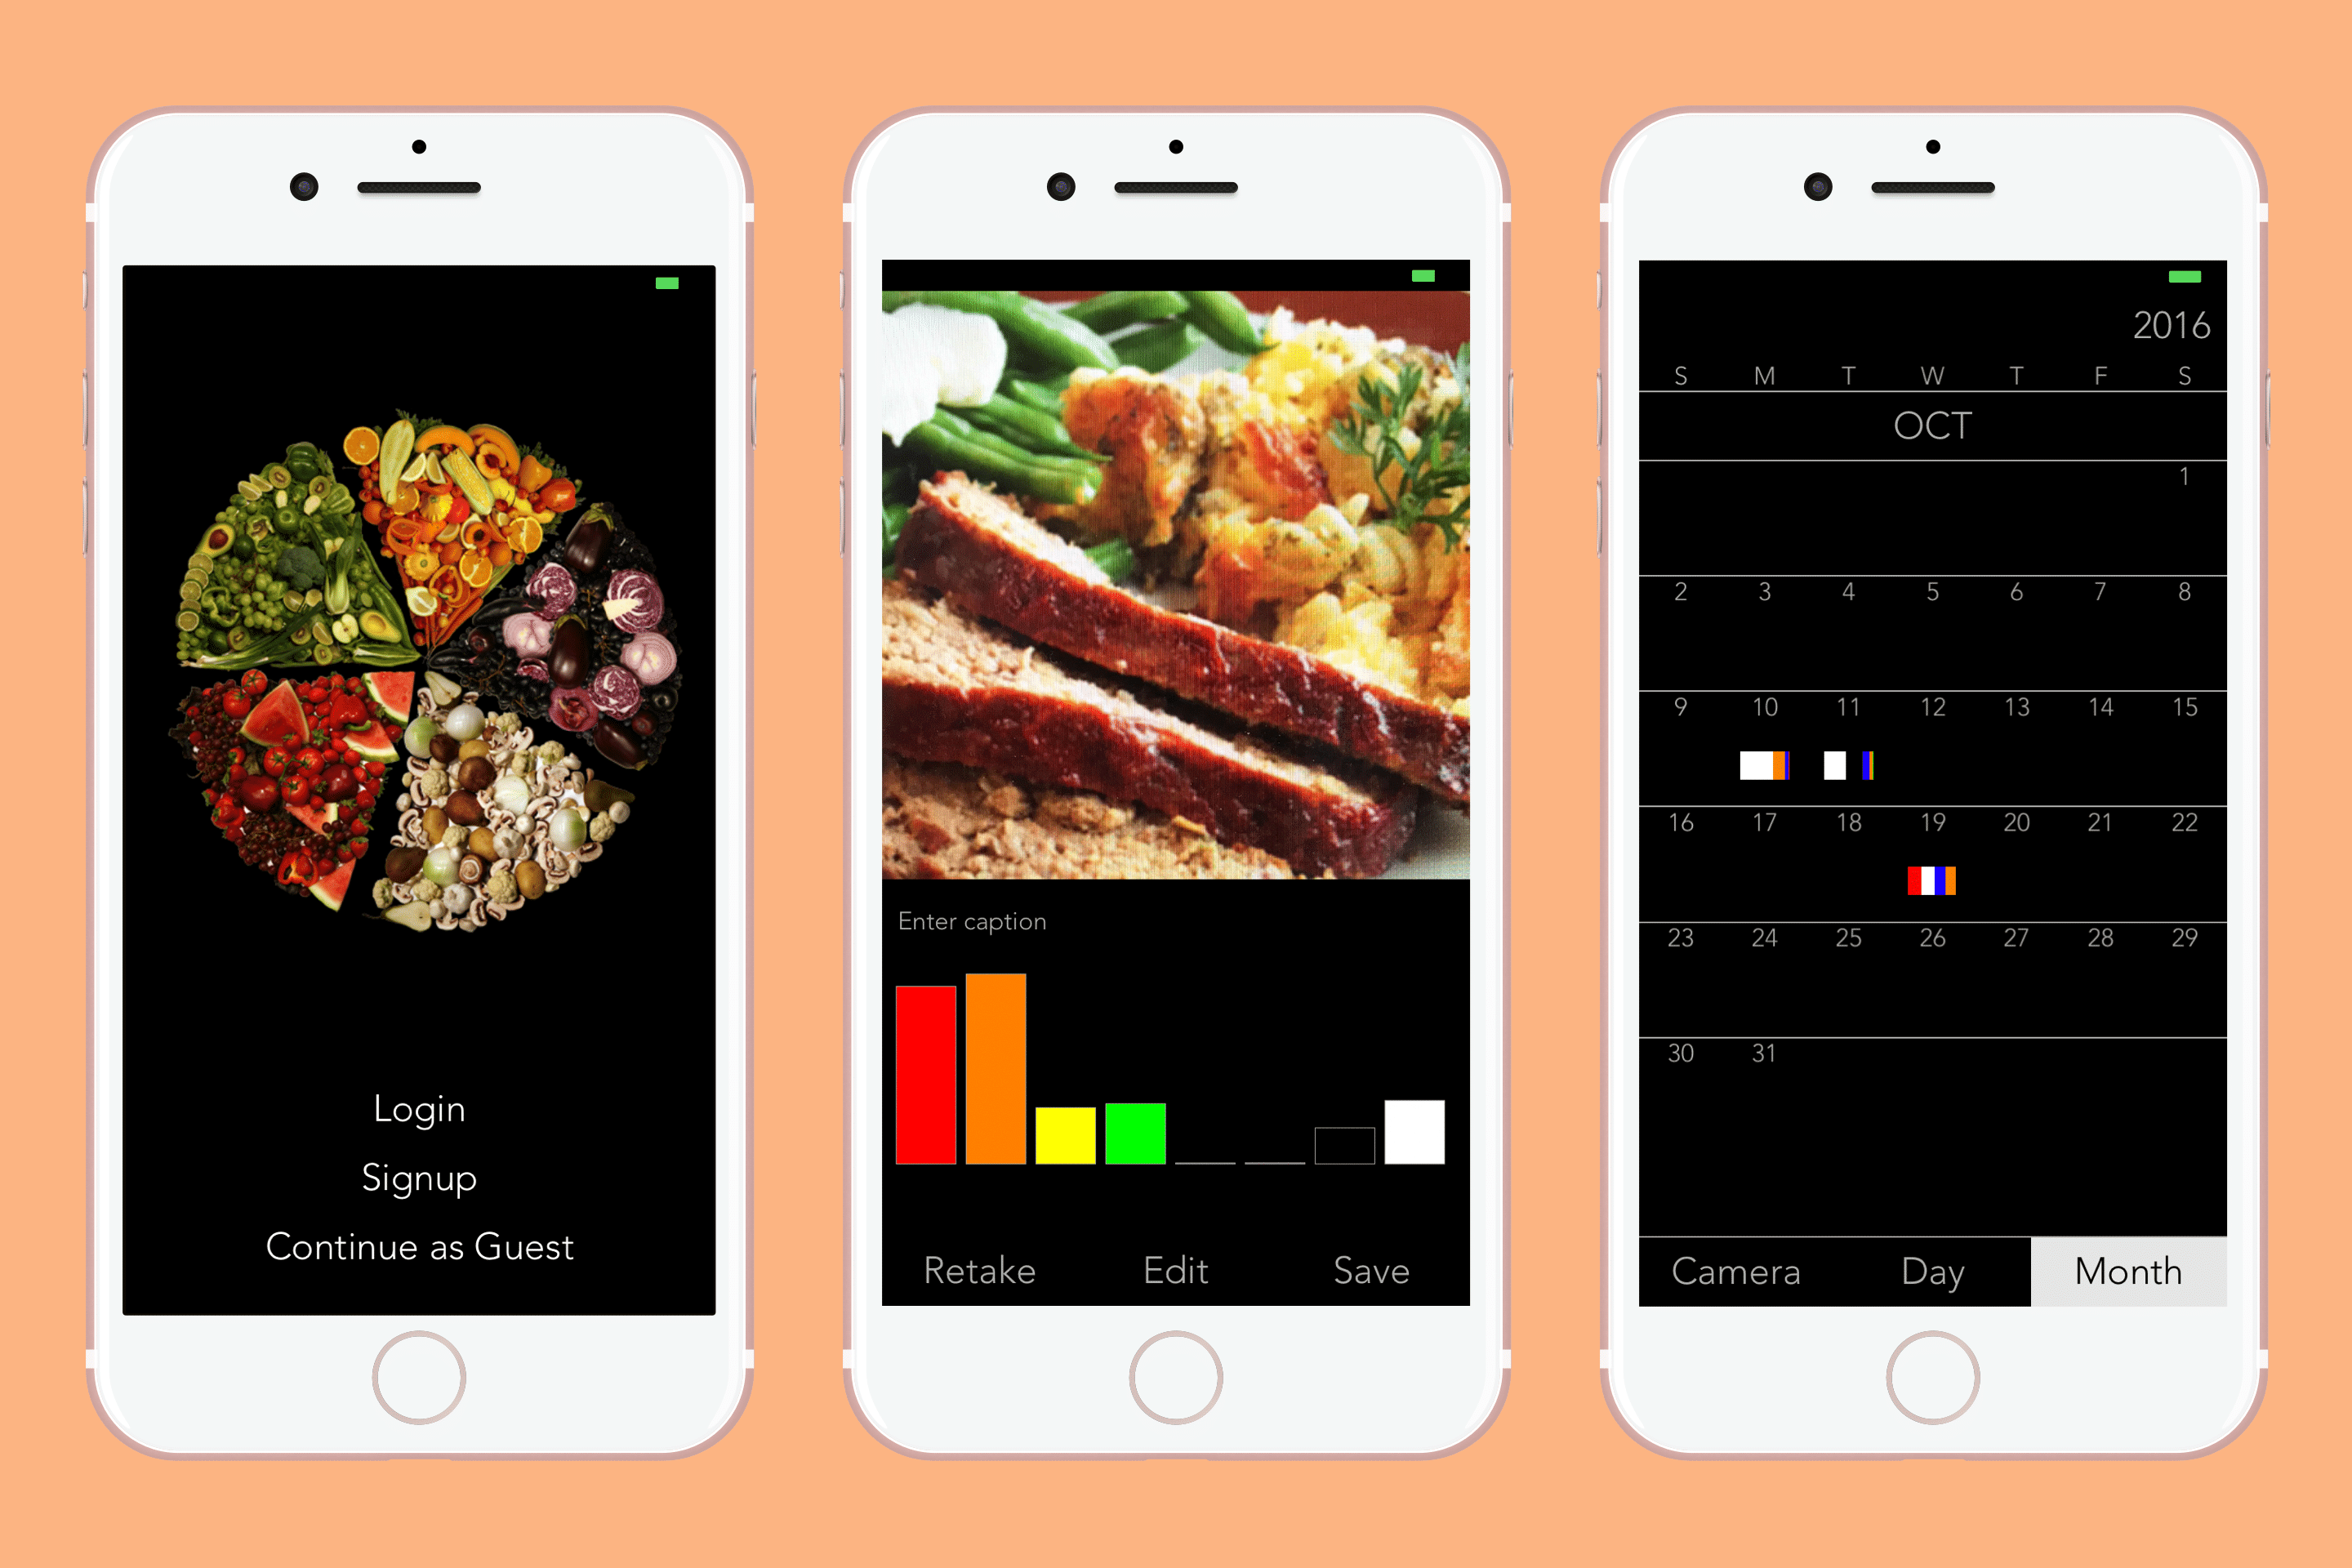 Login
Signup
Continue as Guest
Enter caption
Retake Edit Save
2016
S M T W T F S
OCT
1
2 3 4 5 6 7 8
9 10 11 12 13 14 15
16 17 18 19 20 21 22
23 24 25 26 27 28 29
30 31
Camera Day Month